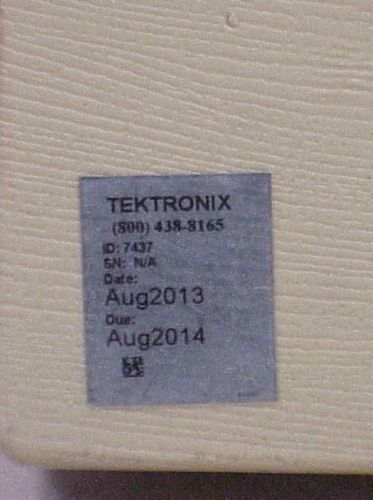 TEKTRONIX
(800) 438-8165
ID: 7437
SN: N/A
Date:
Aug2013
Due:
Aug2014